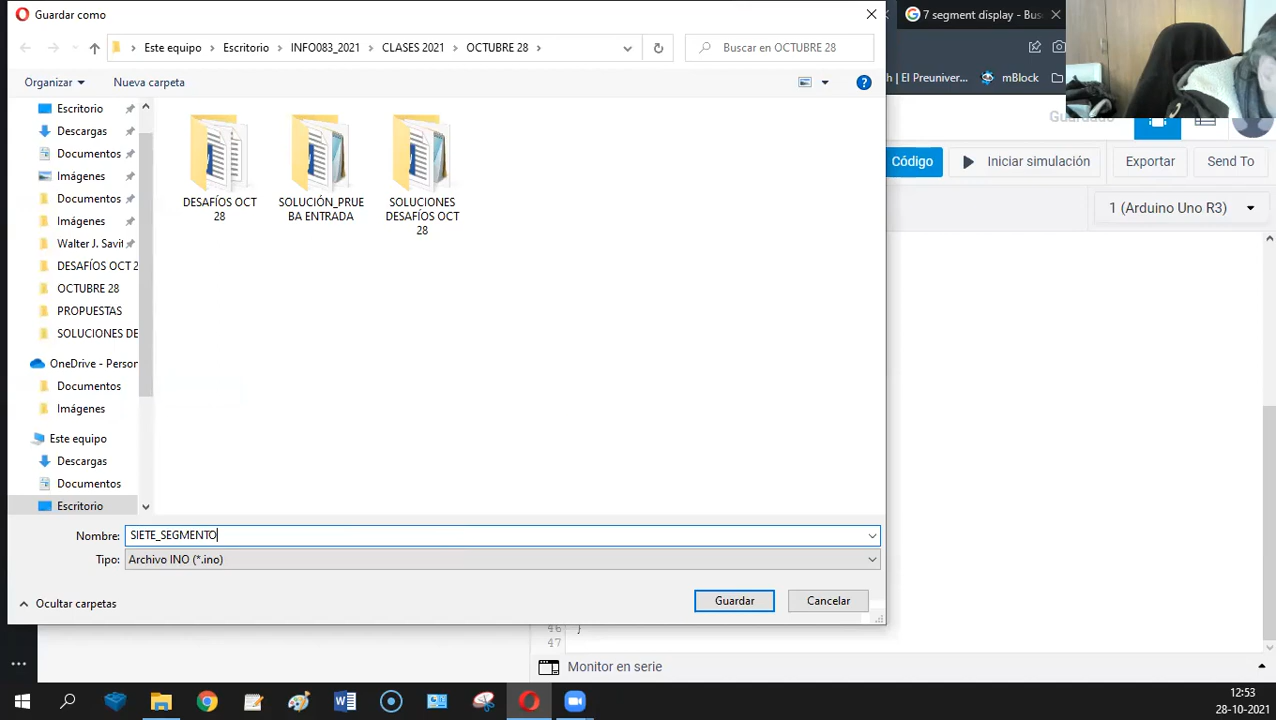 Guardar como
7 segment display - Bus
Este equipo > Escritorio > INFO083_2021 > CLASES 2021 > OCTUBRE 28 >
Buscar en OCTUBRE 28
Organizar
Nueva carpeta
h | El Preuniver...
mBlock
Escritorio
Descargas
Documentos
Imágenes
Documentos
Imágenes
Walter J. Savit
DESAFÍOS OCT 2
OCTUBRE 28
PROPUESTAS
SOLUCIONES DE
OneDrive - Person
Documentos
Imágenes
Este equipo
Descargas
Documentos
Escritorio
DESAFÍOS OCT
28
SOLUCIÓN_PRUE
BA ENTRADA
SOLUCIONES
DESAFÍOS OCT
28
Guardado
Código
Iniciar simulación
Exportar
Send To
1 (Arduino Uno R3)
Nombre: SIETE_SEGMENTO
Tipo: Archivo INO (*.ino)
Ocultar carpetas
Guardar
Cancelar
46 }
47
Monitor en serie
12:53
28-10-2021